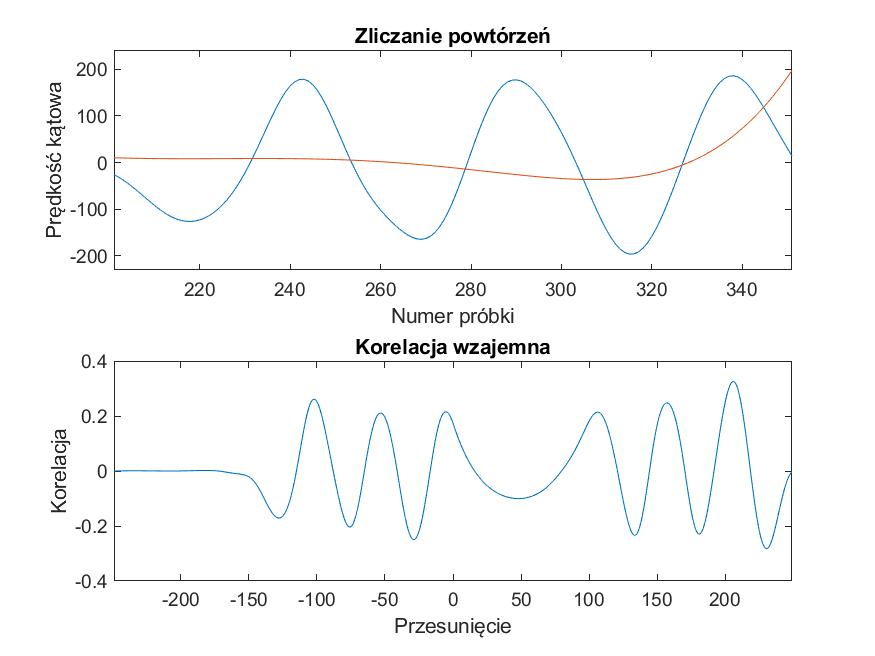 Zliczanie powtórzeń
200
100
0
-100
-200
Prędkość kątowa
220 240 260 280 300 320 340
Numer próbki
Korelacja wzajemna
0.4
0.2
0
-0.2
-0.4
Korelacja
-200 -150 -100 -50 0 50 100 150 200
Przesunięcie